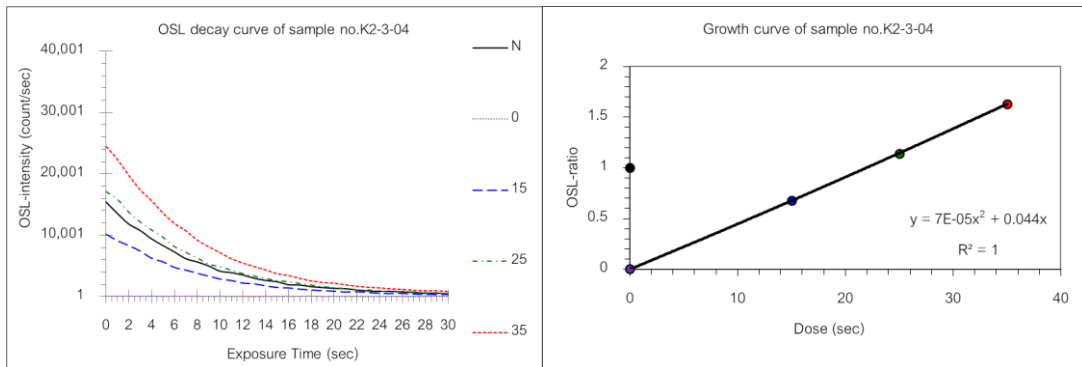 OSL decay curve of sample no.K2-3-04
OSL-intensity (count/sec)
40,001
30,001
20,001
10,001
1
0 2 4 6 8 10 12 14 16 18 20 22 24 26 28 30
Exposure Time (sec)
N
0
15
25
35
Growth curve of sample no.K2-3-04
OSL-ratio
2
1.5
1
0.5
0
0 10 20 30 40
Dose (sec)
y = 7E-05x² + 0.044x
R² = 1